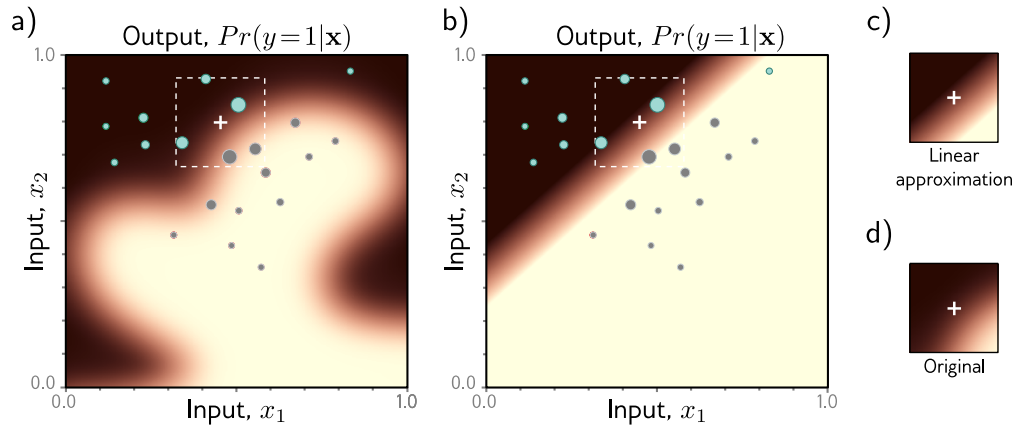 a)
Output, Pr(y=1|x)
1.0
Input, x₂
0.0
0.0
Input, x₁
1.0
b)
Output, Pr(y=1|x)
1.0
Input, x₂
0.0
0.0
Input, x₁
1.0
c)
Linear
approximation
d)
Original